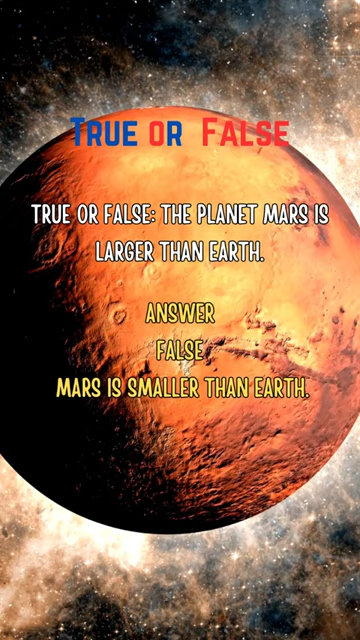 TRUE OR FALSE
TRUE OR FALSE: THE PLANET MARS IS
LARGER THAN EARTH.
ANSWER
FALSE
MARS IS SMALLER THAN EARTH.